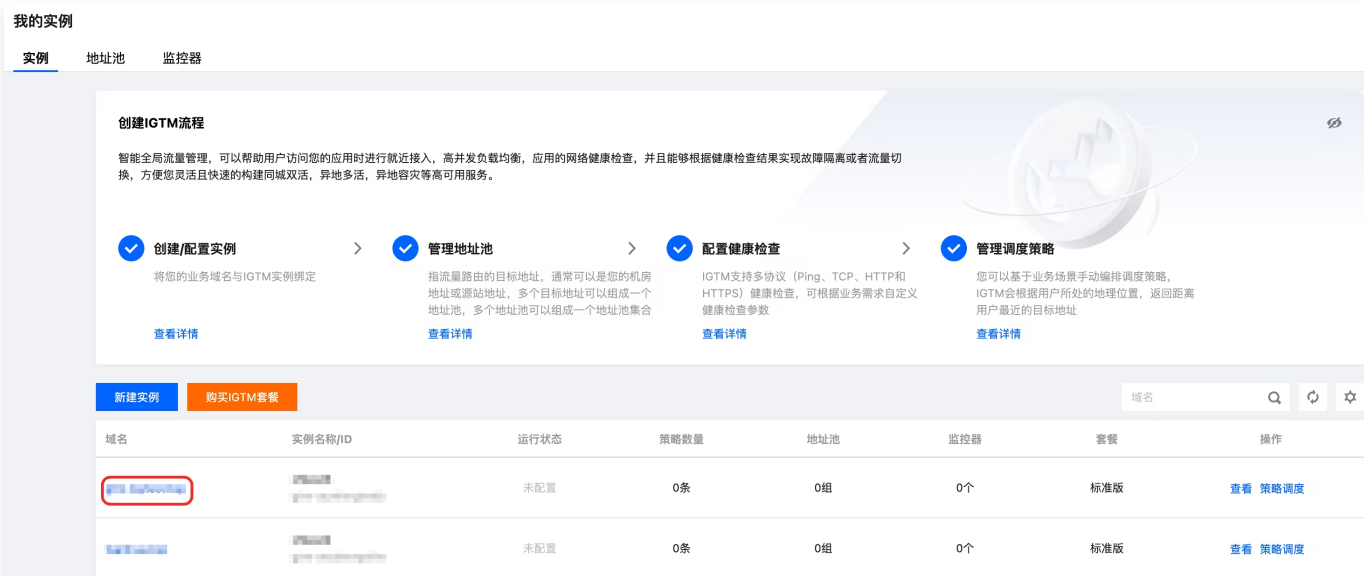 我的实例
实例 地址池 监控器
创建IGTM流程
智能全局流量管理，可以帮助用户访问您的应用时进行就近接入，高并发负载均衡，应用的网络健康检查，并且能够根据健康检查结果实现故障隔离或者流量切
换，方便您灵活且快速的构建同城双活，异地多活，异地容灾等高可用服务。
创建/配置实例
将您的业务域名与IGTM实例绑定
查看详情
管理地址池
指流量路由的目标地址，通常可以是您的机房
地址或源站地址，多个目标地址可以组成一个
地址池，多个地址池可以组成一个地址池集合
查看详情
配置健康检查
IGTM支持多协议（Ping、TCP、HTTP和
HTTPS）健康检查，可根据业务需求自定义
健康检查参数
查看详情
管理调度策略
您可以基于业务场景手动编排调度策略，
IGTM会根据用户所处的地理位置，返回距离
用户最近的目标地址
查看详情
新建实例 购买IGTM套餐 域名
域名 实例名称/ID 运行状态 策略数量 地址池 监控器 套餐 操作
未配置 0条 0组 0个 标准版 查看 策略调度
未配置 0条 0组 0个 标准版 查看 策略调度